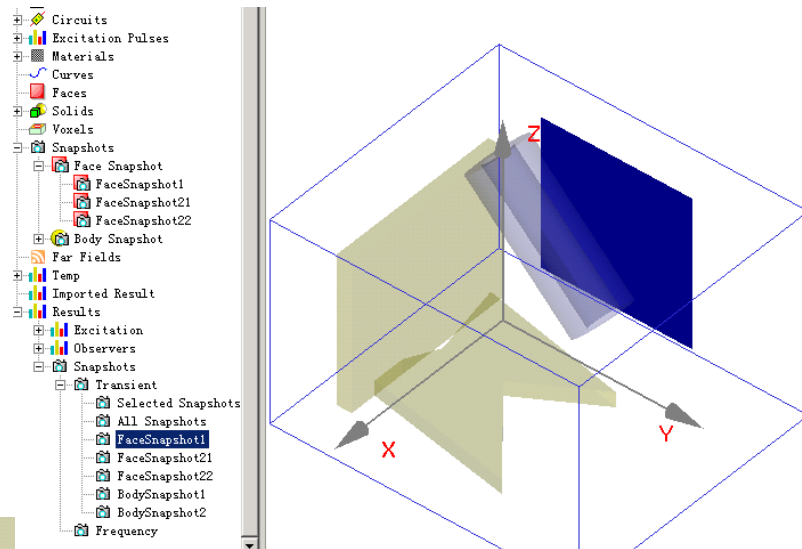 Circuits
Excitation Pulses
Materials
Curves
Faces
Solids
Voxels
Snapshots
Face Snapshot
FaceSnapshot1
FaceSnapshot21
FaceSnapshot22
Body Snapshot
Far Fields
Temp
Imported Result
Results
Excitation
Observers
Snapshots
Transient
Selected Snapshots
All Snapshots
FaceSnapshot1
FaceSnapshot21
FaceSnapshot22
BodySnapshot1
BodySnapshot2
Frequency
Z
X
Y